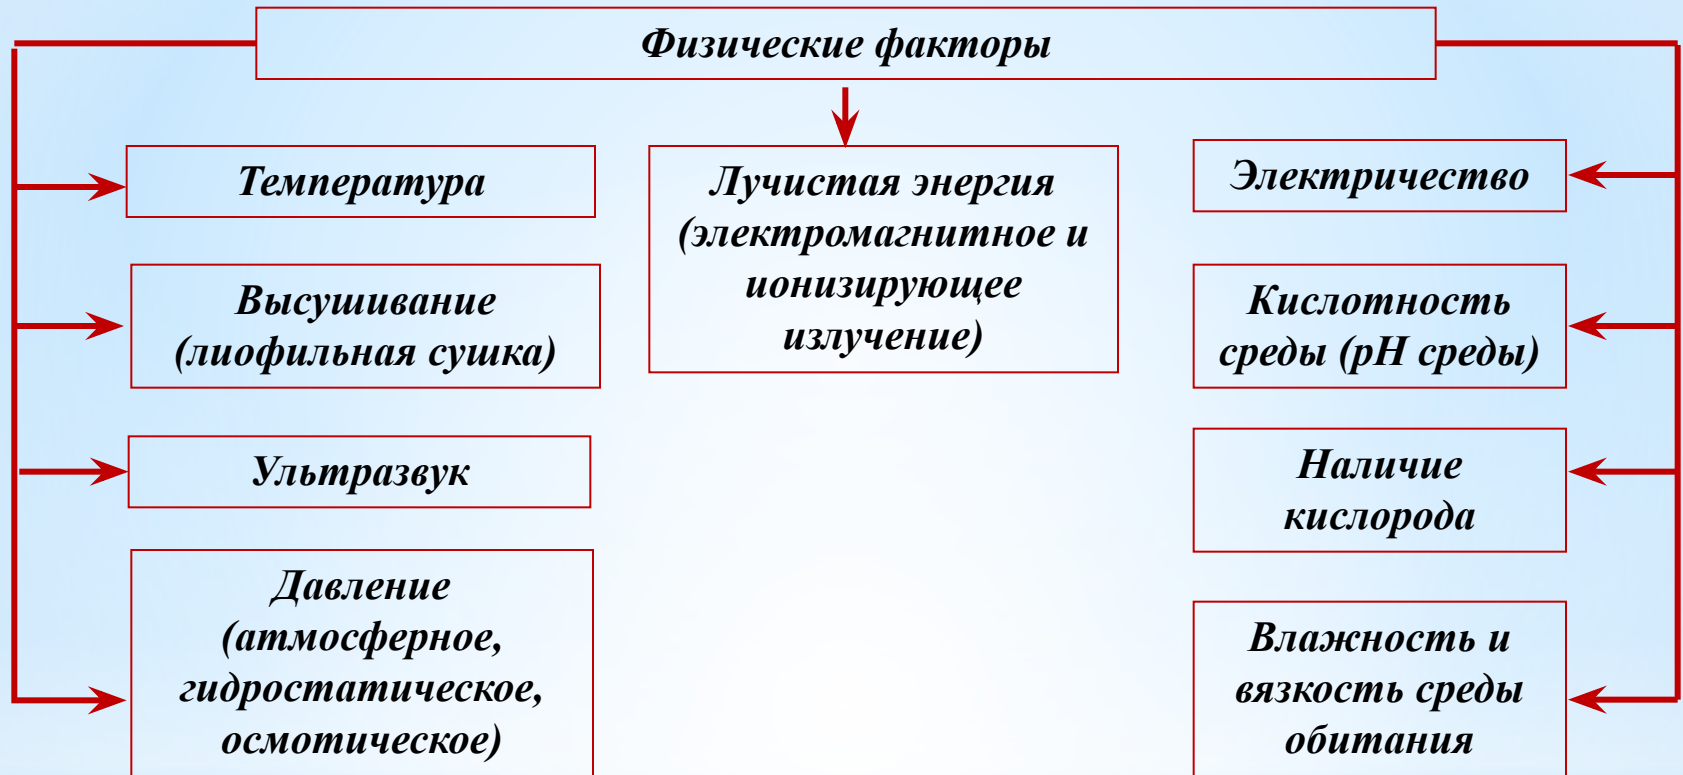 Физические факторы
Температура
Высушивание
(лиофильная сушка)
Ультразвук
Давление
(атмосферное,
гидростатическое,
осмотическое)
Лучистая энергия
(электромагнитное и
ионизирующее
излучение)
Электричество
Кислотность
среды (рН среды)
Наличие
кислорода
Влажность и
вязкость среды
обитания